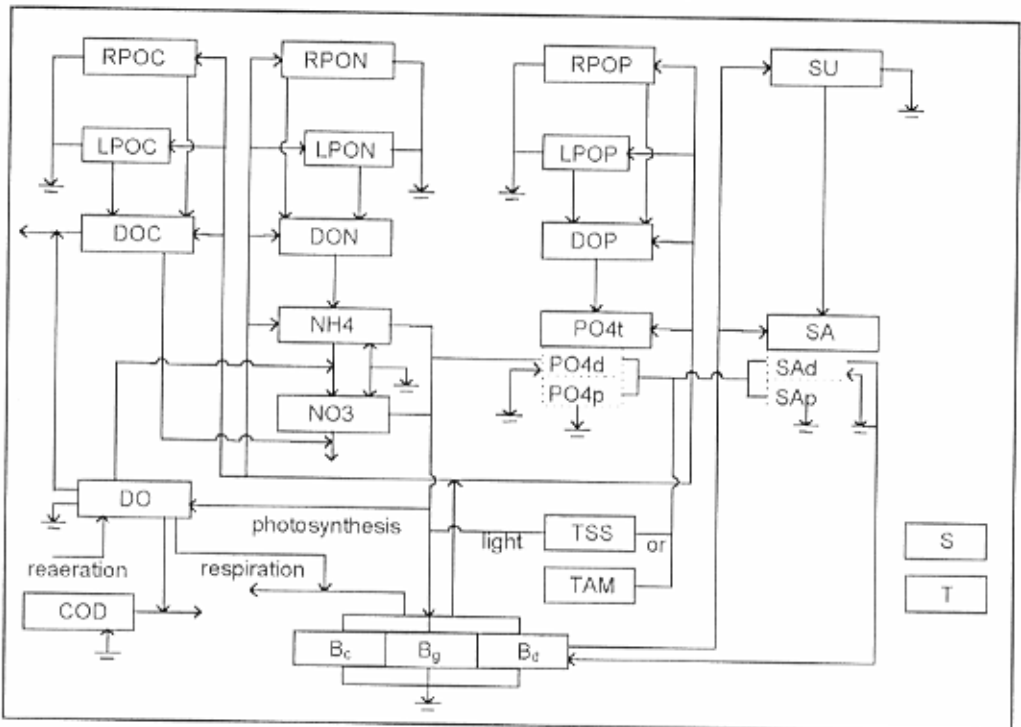 RPOC
RPON
RPOP
SU
LPOC
LPON
LPOP
DOC
DON
DOP
NH4
PO4t
SA
PO4d
SAd
PO4p
SAp
NO3
DO
photosynthesis
light
TSS
or
S
reaeration
respiration
TAM
T
COD
Bc
Bg
Bd